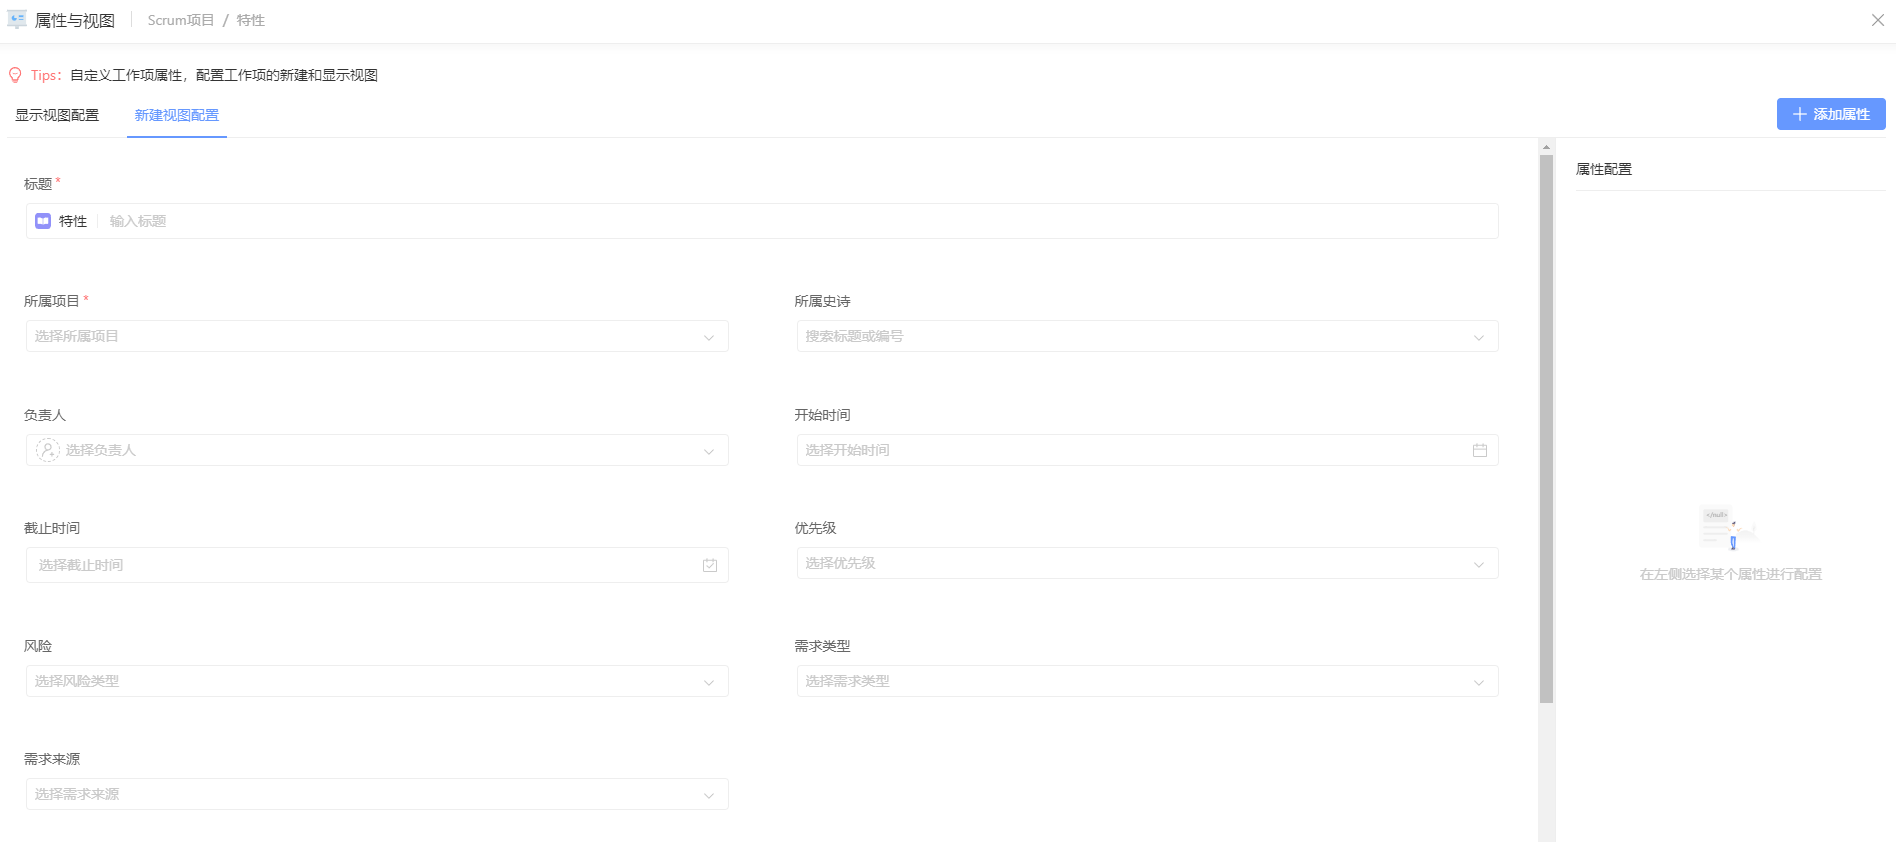 属性与视图 Scrum项目 / 特性
Tips：自定义工作项属性，配置工作项的新建和显示视图
显示视图配置 新建视图配置
添加属性
标题 *
特性 输入标题
所属项目 * 所属史诗
选择所属项目 搜索标题或编号
负责人 开始时间
选择负责人 选择开始时间
截止时间 优先级
选择截止时间 选择优先级
风险 需求类型
选择风险类型 选择需求类型
需求来源
选择需求来源
属性配置
</null>
在左侧选择某个属性进行配置